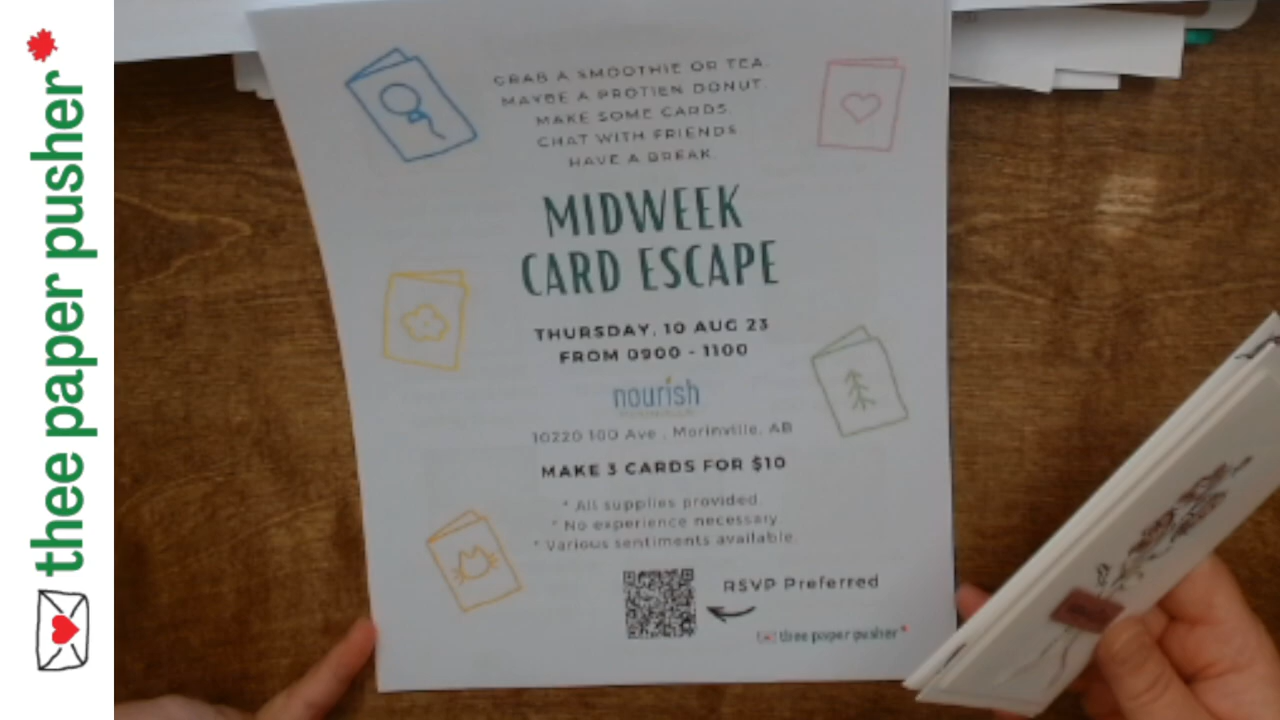 thee paper pusher
GRAB A SMOOTHIE OR TEA.
MAYBE A PROTIEN DONUT.
MAKE SOME CARDS.
CHAT WITH FRIENDS
HAVE A BREAK.
MIDWEEK
CARD ESCAPE
THURSDAY, 10 AUG 23
FROM 0900 - 1100
nourish
10220 100 Ave., Morinville, AB
MAKE 3 CARDS FOR $10
* All supplies provided.
* No experience necessary.
* Various sentiments available.
RSVP Preferred
thee paper pusher